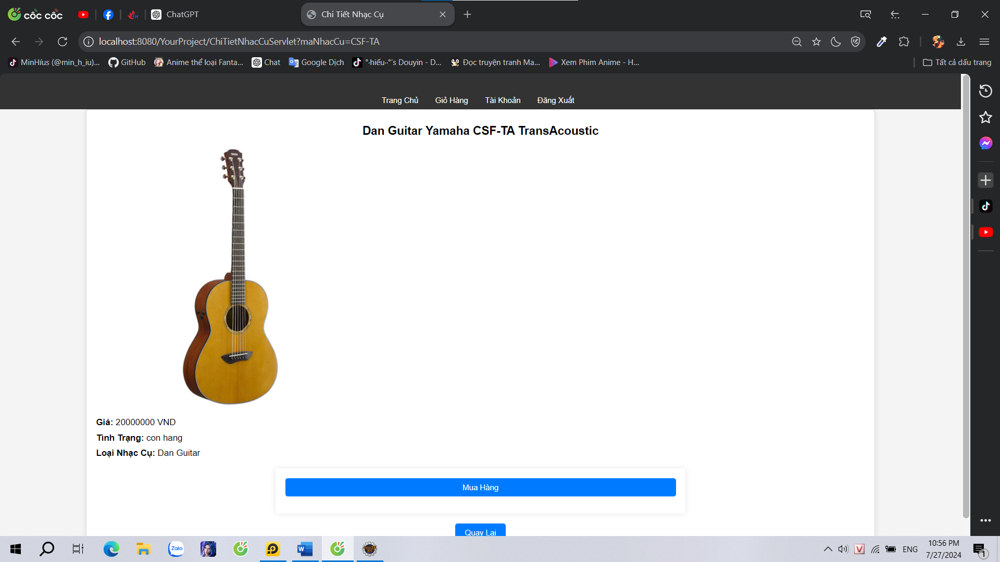 cốc cốc
ChatGPT
Chi Tiết Nhạc Cụ
localhost:8080/YourProject/ChiTietNhacCuServlet?maNhacCu=CSF-TA
MinHíus (@min_h_iu)...
GitHub
Anime thể loại Fanta...
Chat
Google Dịch
°·hiếu··°′s Douyin - D...
Đọc truyện tranh Ma...
Xem Phim Anime - H...
Tất cả dấu trang
Trang Chủ
Giỏ Hàng
Tài Khoản
Đăng Xuất
Dan Guitar Yamaha CSF-TA TransAcoustic
Giá: 20000000 VND
Tình Trạng: con hang
Loại Nhạc Cụ: Dan Guitar
Mua Hàng
Quay Lại
Zalo
ENG
10:56 PM
7/27/2024
1